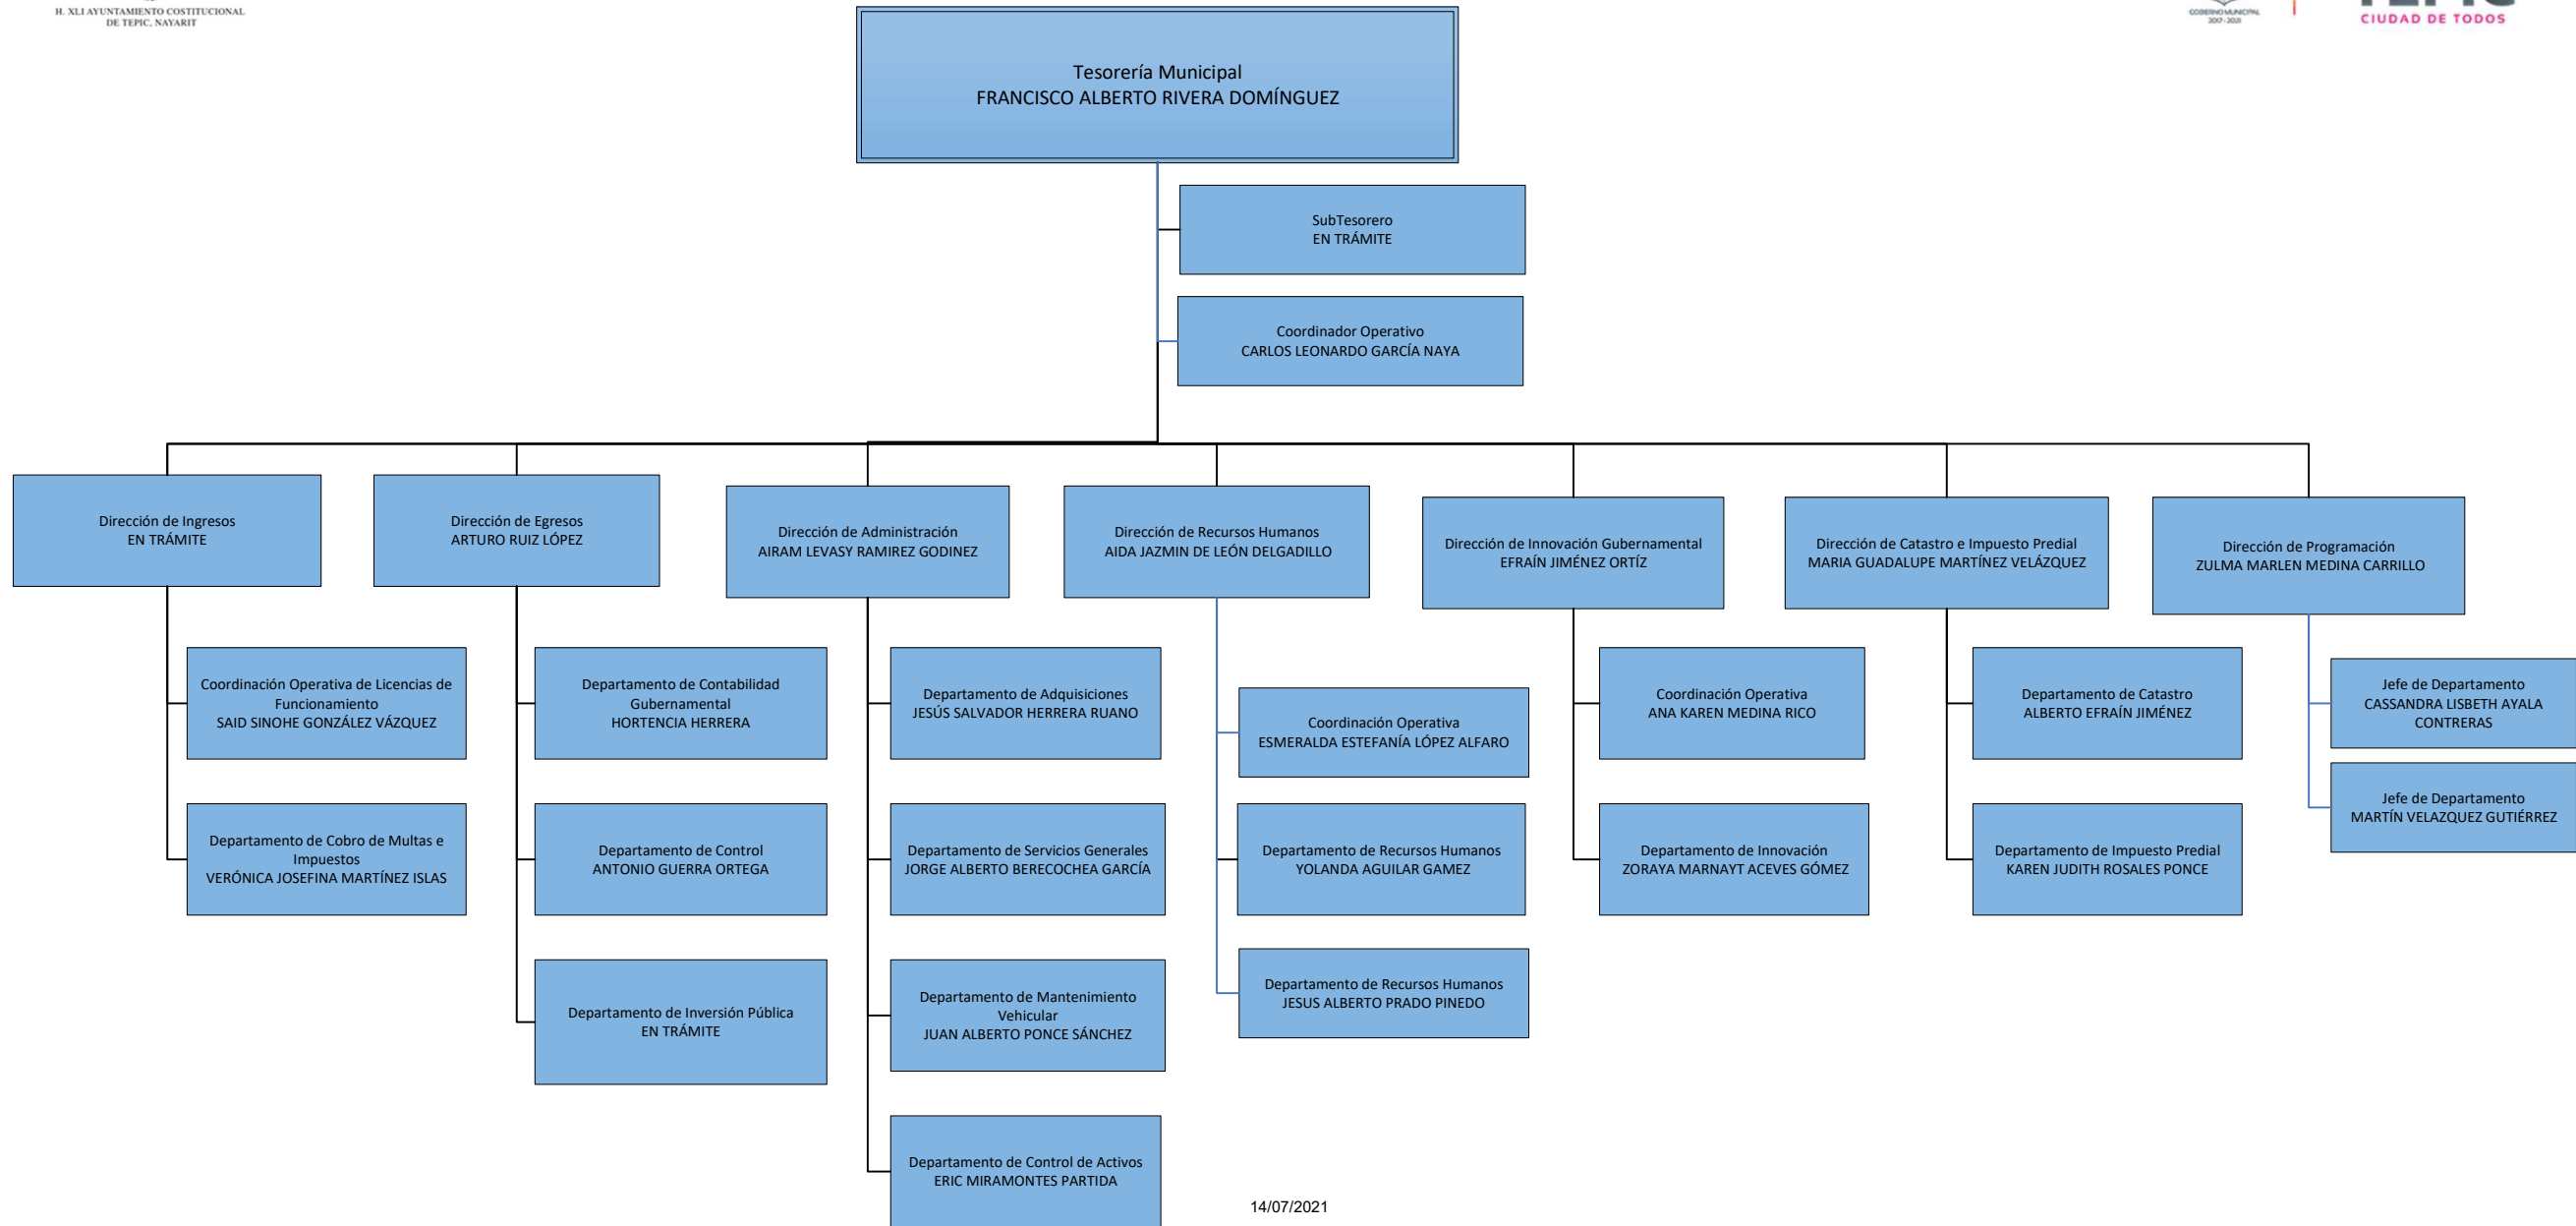 H. XLI AYUNTAMIENTO COSTITUCIONAL
DE TEPIC, NAYARIT
GOBIERNO MUNICIPAL
2017 - 2021
CIUDAD DE TODOS
Tesorería Municipal
FRANCISCO ALBERTO RIVERA DOMÍNGUEZ
SubTesorero
EN TRÁMITE
Coordinador Operativo
CARLOS LEONARDO GARCÍA NAYA
Dirección de Ingresos
EN TRÁMITE
Dirección de Egresos
ARTURO RUIZ LÓPEZ
Dirección de Administración
AIRAM LEVASY RAMIREZ GODINEZ
Dirección de Recursos Humanos
AIDA JAZMIN DE LEÓN DELGADILLO
Dirección de Innovación Gubernamental
EFRAÍN JIMÉNEZ ORTÍZ
Dirección de Catastro e Impuesto Predial
MARIA GUADALUPE MARTÍNEZ VELÁZQUEZ
Dirección de Programación
ZULMA MARLEN MEDINA CARRILLO
Coordinación Operativa de Licencias de
Funcionamiento
SAID SINOHE GONZÁLEZ VÁZQUEZ
Departamento de Cobro de Multas e
Impuestos
VERÓNICA JOSEFINA MARTÍNEZ ISLAS
Departamento de Contabilidad
Gubernamental
HORTENCIA HERRERA
Departamento de Control
ANTONIO GUERRA ORTEGA
Departamento de Inversión Pública
EN TRÁMITE
Departamento de Adquisiciones
JESÚS SALVADOR HERRERA RUANO
Departamento de Servicios Generales
JORGE ALBERTO BERECOCHEA GARCÍA
Departamento de Mantenimiento
Vehicular
JUAN ALBERTO PONCE SÁNCHEZ
Departamento de Control de Activos
ERIC MIRAMONTES PARTIDA
Coordinación Operativa
ESMERALDA ESTEFANÍA LÓPEZ ALFARO
Departamento de Recursos Humanos
YOLANDA AGUILAR GAMEZ
Departamento de Recursos Humanos
JESUS ALBERTO PRADO PINEDO
Coordinación Operativa
ANA KAREN MEDINA RICO
Departamento de Innovación
ZORAYA MARNAYT ACEVES GÓMEZ
Departamento de Catastro
ALBERTO EFRAÍN JIMÉNEZ
Departamento de Impuesto Predial
KAREN JUDITH ROSALES PONCE
Jefe de Departamento
CASSANDRA LISBETH AYALA
CONTRERAS
Jefe de Departamento
MARTÍN VELAZQUEZ GUTIÉRREZ
14/07/2021